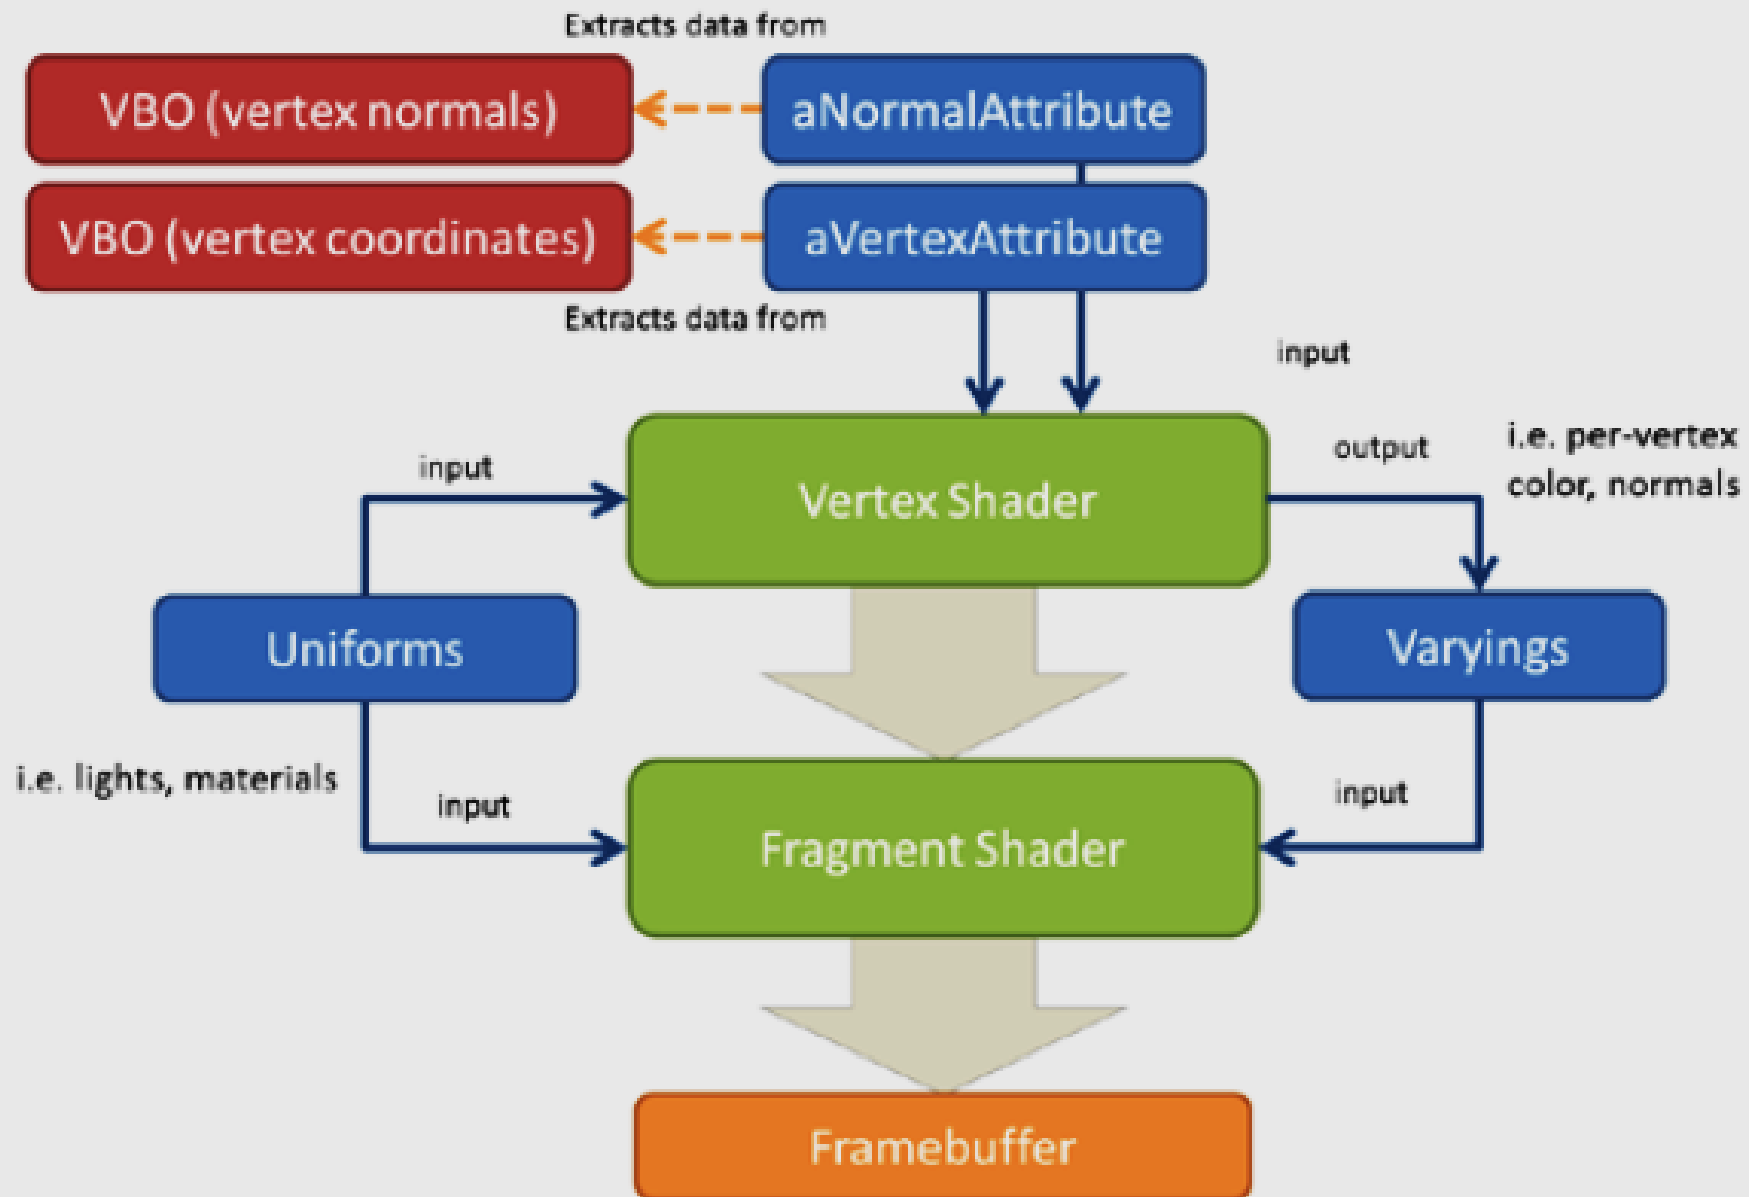 Extracts data from
VBO (vertex normals)
aNormalAttribute
VBO (vertex coordinates)
aVertexAttribute
Extracts data from
input
input
Vertex Shader
output
i.e. per-vertex
color, normals
Uniforms
Varyings
i.e. lights, materials
input
Fragment Shader
input
Framebuffer